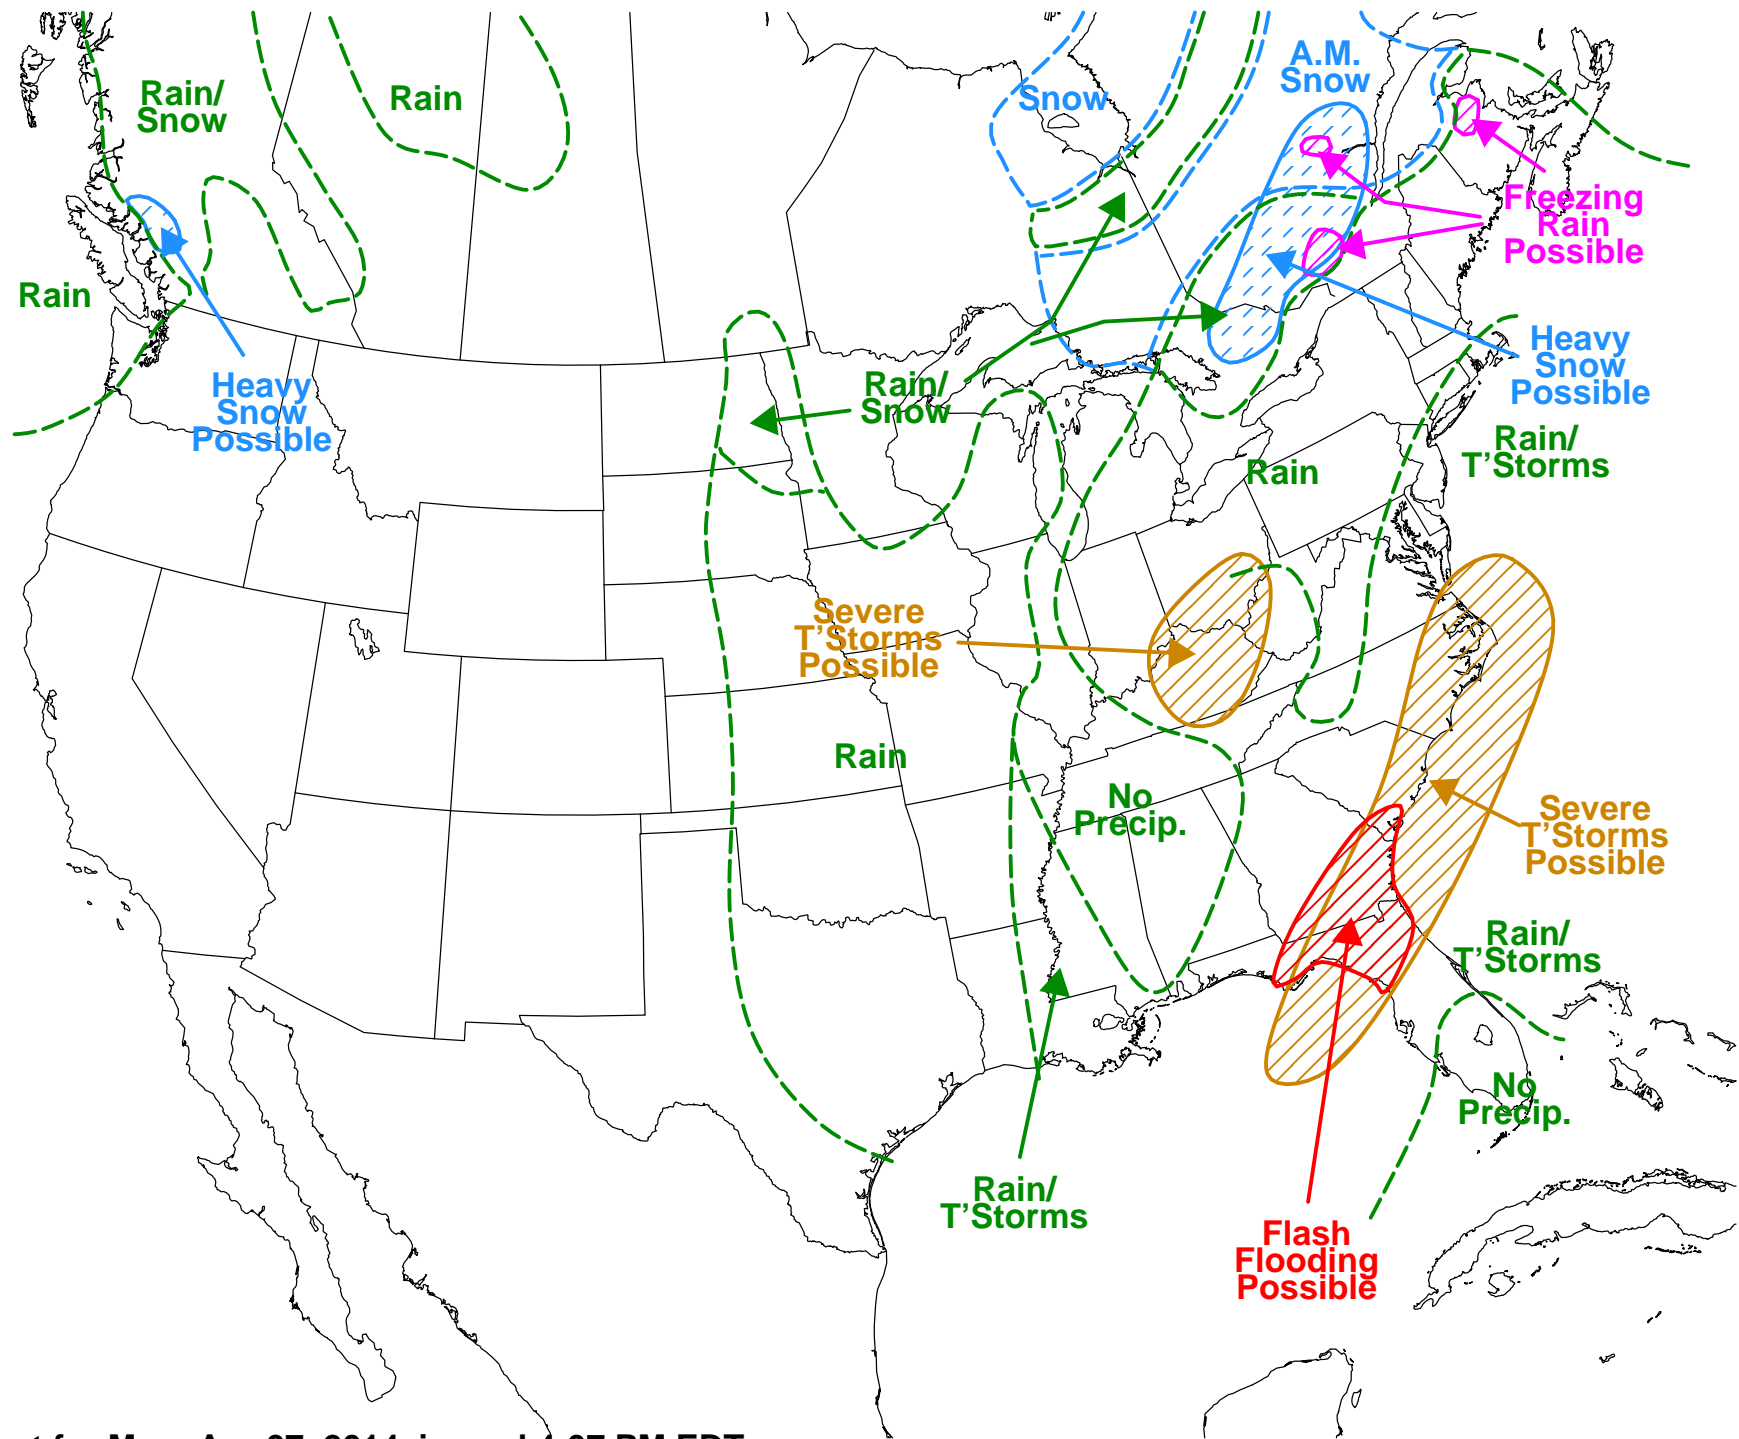 A.M.
Snow
Rain/
Snow
Rain
Snow
Freezing
Rain
Possible
Rain
Heavy
Snow
Possible
Heavy
Snow
Possible
Rain/
Snow
Rain/
T'Storms
Rain
Severe
T'Storms
Possible
Rain
No
Precip.
Severe
T'Storms
Possible
Rain/
T'Storms
No
Precip.
Rain/
T'Storms
Flash
Flooding
Possible